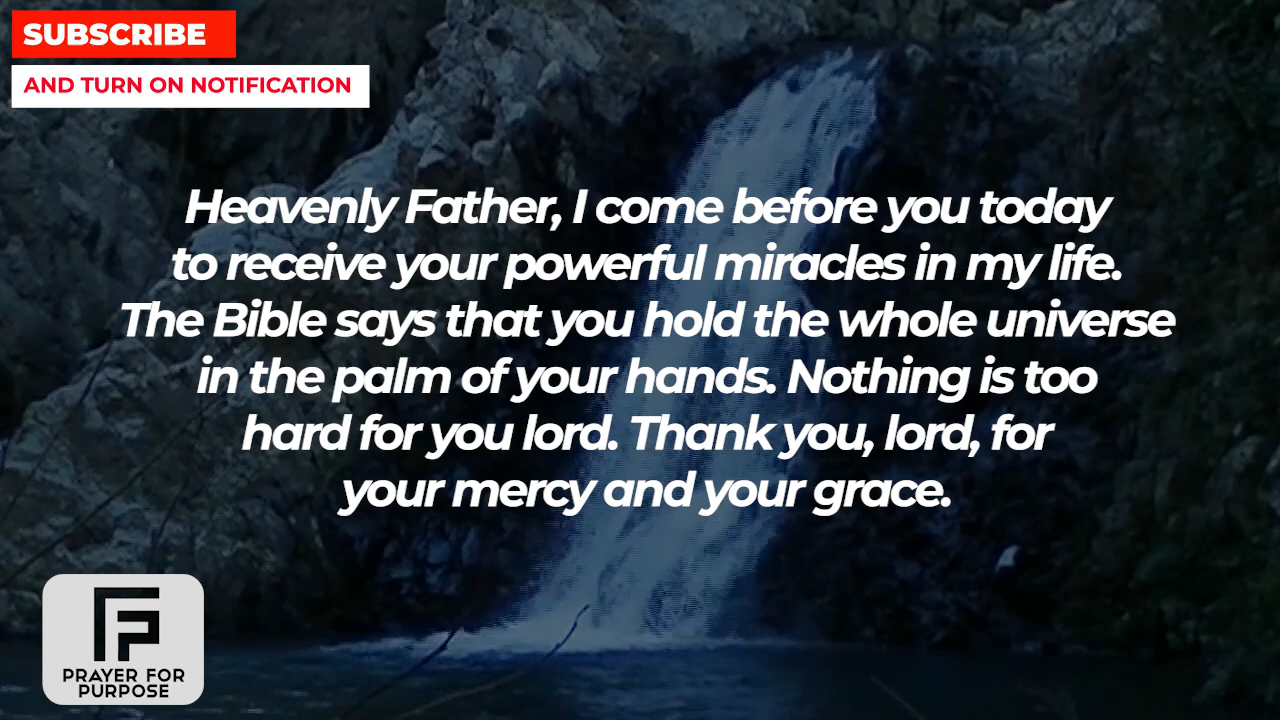 SUBSCRIBE
AND TURN ON NOTIFICATION
Heavenly Father, I come before you today
to receive your powerful miracles in my life.
The Bible says that you hold the whole universe
in the palm of your hands. Nothing is too
hard for you lord. Thank you, lord, for
your mercy and your grace.
PRAYER FOR
PURPOSE